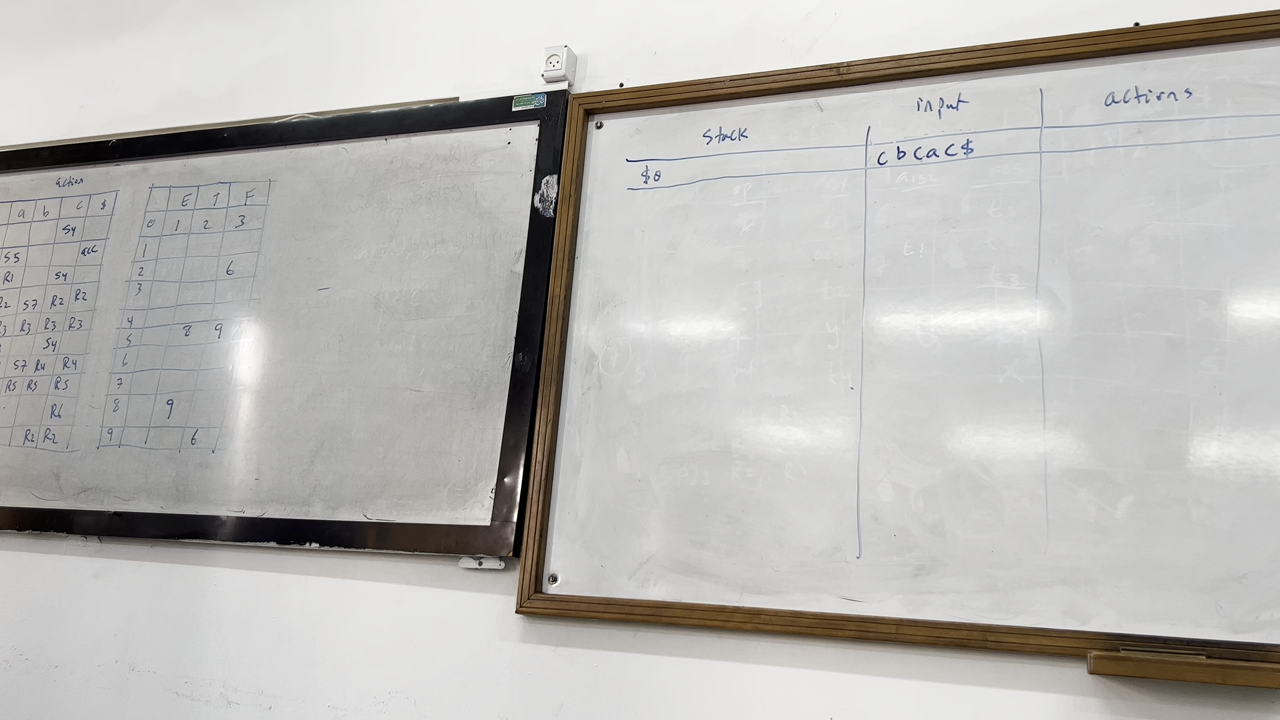 action
a b c $
S4
S5 acc
R1 S4
R2 S7 R2 R2
R3 R3 R3 R3
S4
S7 R4 R4
R5 R5 R5
R6
R2 R2
E T F
0 1 2 3
1
2 6
3
4 8 9
5
6
7
8 9
9 6
Stack input actions
$0 cbcac$